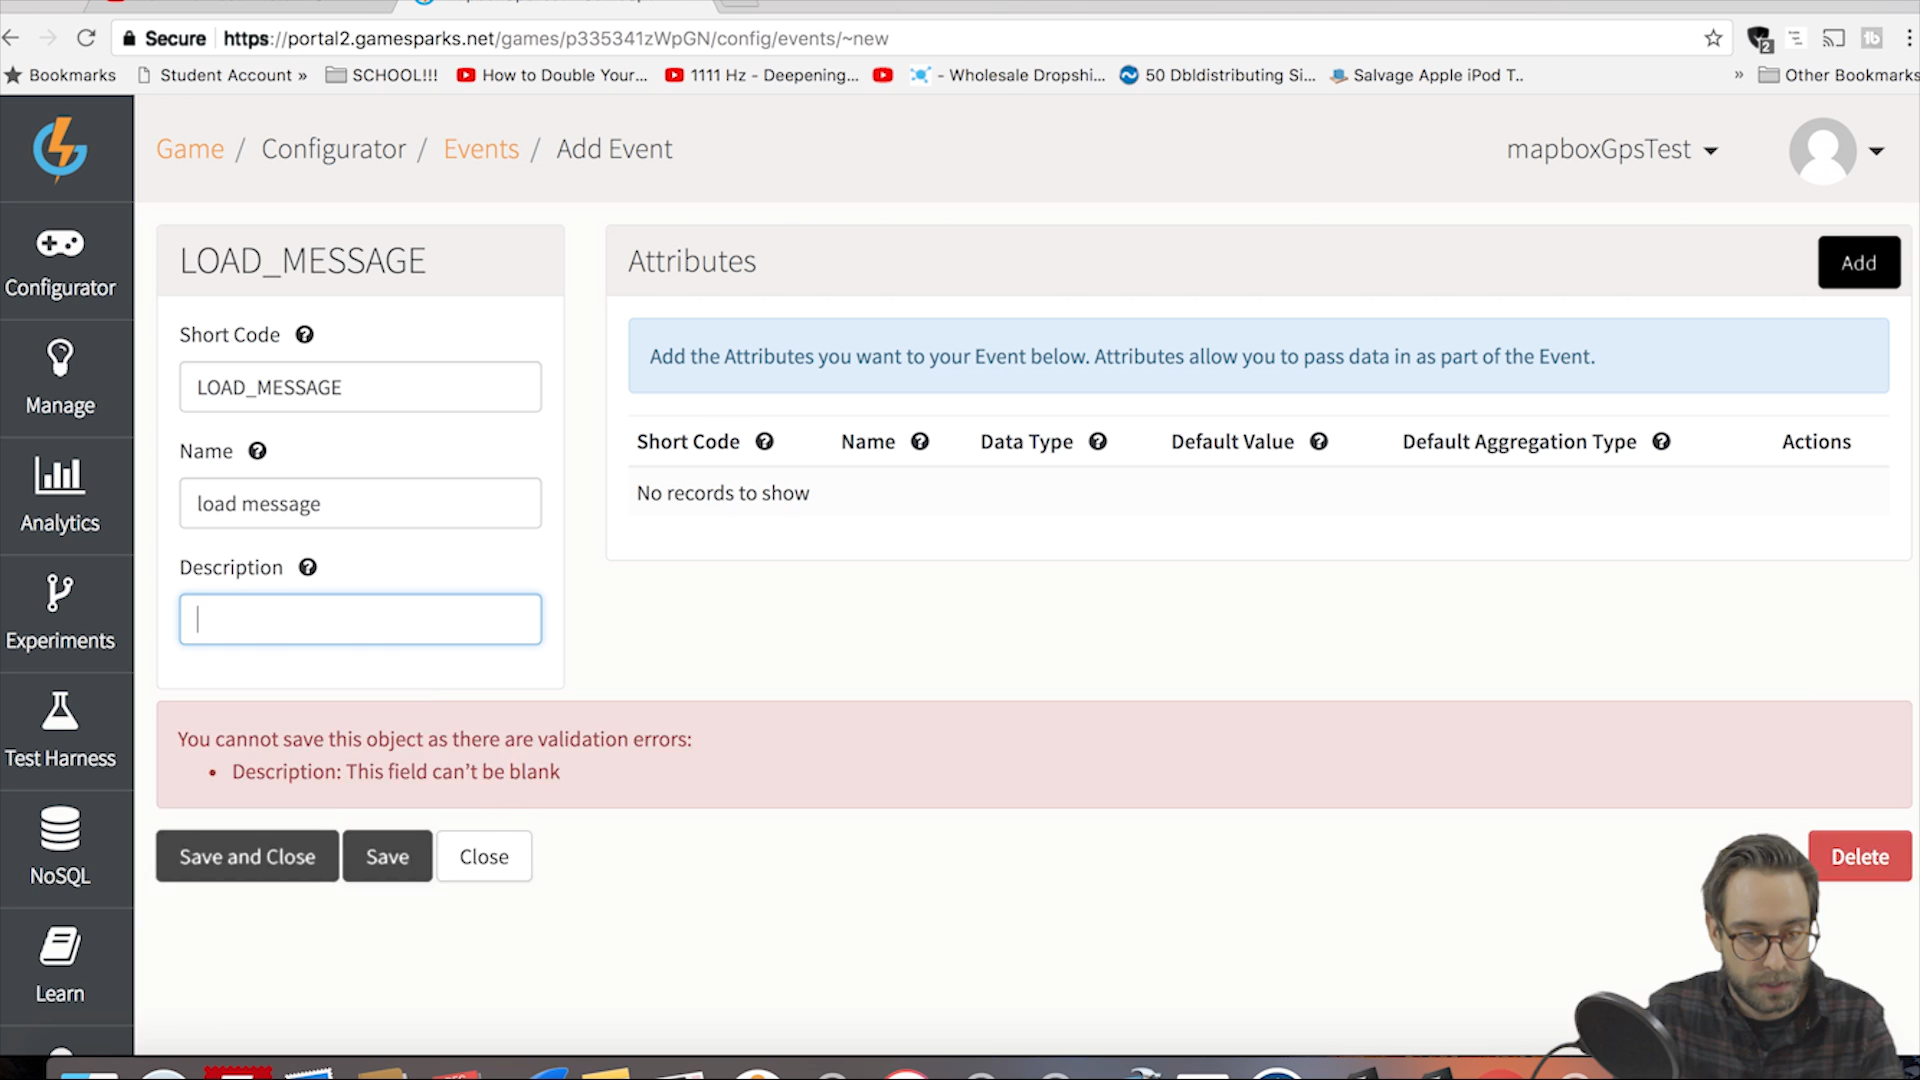 Secure https://portal2.gamesparks.net/games/p335341zWpGN/config/events/~new
2
Bookmarks Student Account » SCHOOL!!! How to Double Your... 1111 Hz - Deepening... - Wholesale Dropshi... 50 Dbldistributing Si... Salvage Apple iPod T.. » Other Bookmarks
Game / Configurator / Events / Add Event mapboxGpsTest
Configurator
Manage
Analytics
Experiments
Test Harness
NoSQL
Learn
LOAD_MESSAGE
Short Code
LOAD_MESSAGE
Name
load message
Description
Attributes
Add
Add the Attributes you want to your Event below. Attributes allow you to pass data in as part of the Event.
Short Code Name Data Type Default Value Default Aggregation Type Actions
No records to show
You cannot save this object as there are validation errors:
• Description: This field can't be blank
Save and Close Save Close Delete